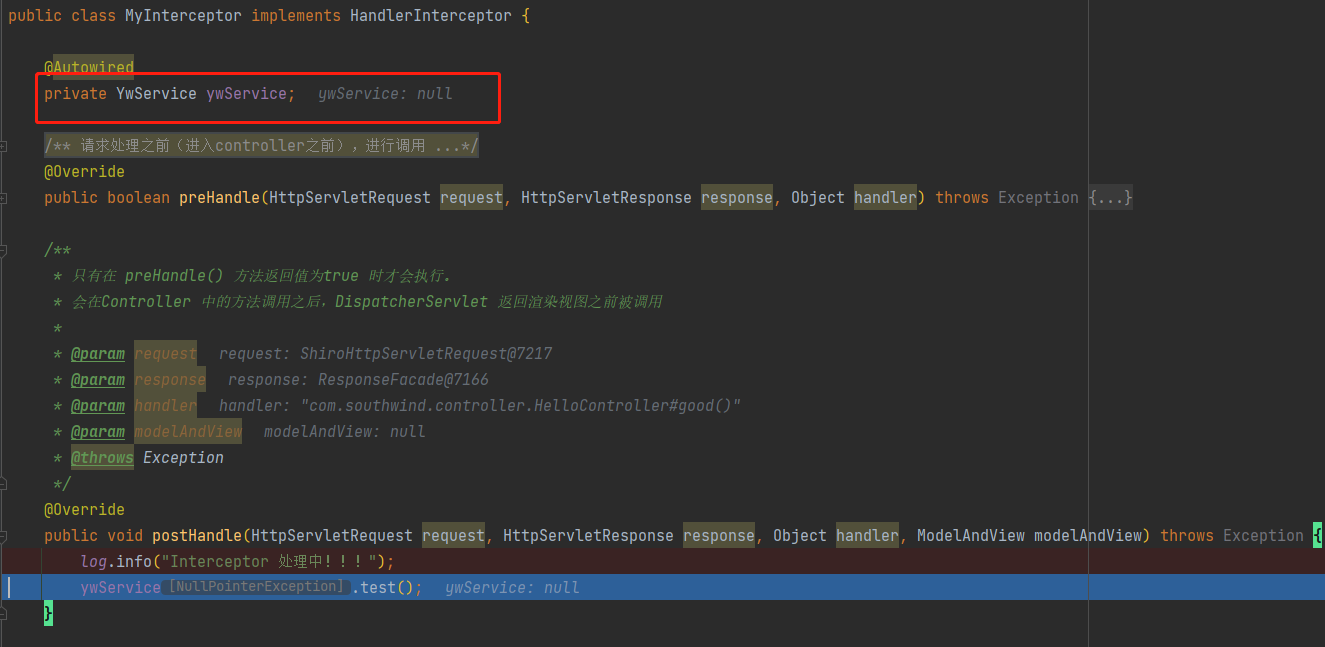 public class MyInterceptor implements HandlerInterceptor {
@Autowired
private YwService ywService; ywService: null
/** 请求处理之前（进入controller之前），进行调用 ...*/
@Override
public boolean preHandle(HttpServletRequest request, HttpServletResponse response, Object handler) throws Exception {...}
/**
* 只有在 preHandle() 方法返回值为true 时才会执行.
* 会在Controller 中的方法调用之后，DispatcherServlet 返回渲染视图之前被调用
*
* @param request request: ShiroHttpServletRequest@7217
* @param response response: ResponseFacade@7166
* @param handler handler: "com.southwind.controller.HelloController#good()"
* @param modelAndView modelAndView: null
* @throws Exception
*/
@Override
public void postHandle(HttpServletRequest request, HttpServletResponse response, Object handler, ModelAndView modelAndView) throws Exception {
log.info("Interceptor 处理中！！！");
ywService [NullPointerException] .test(); ywService: null
}